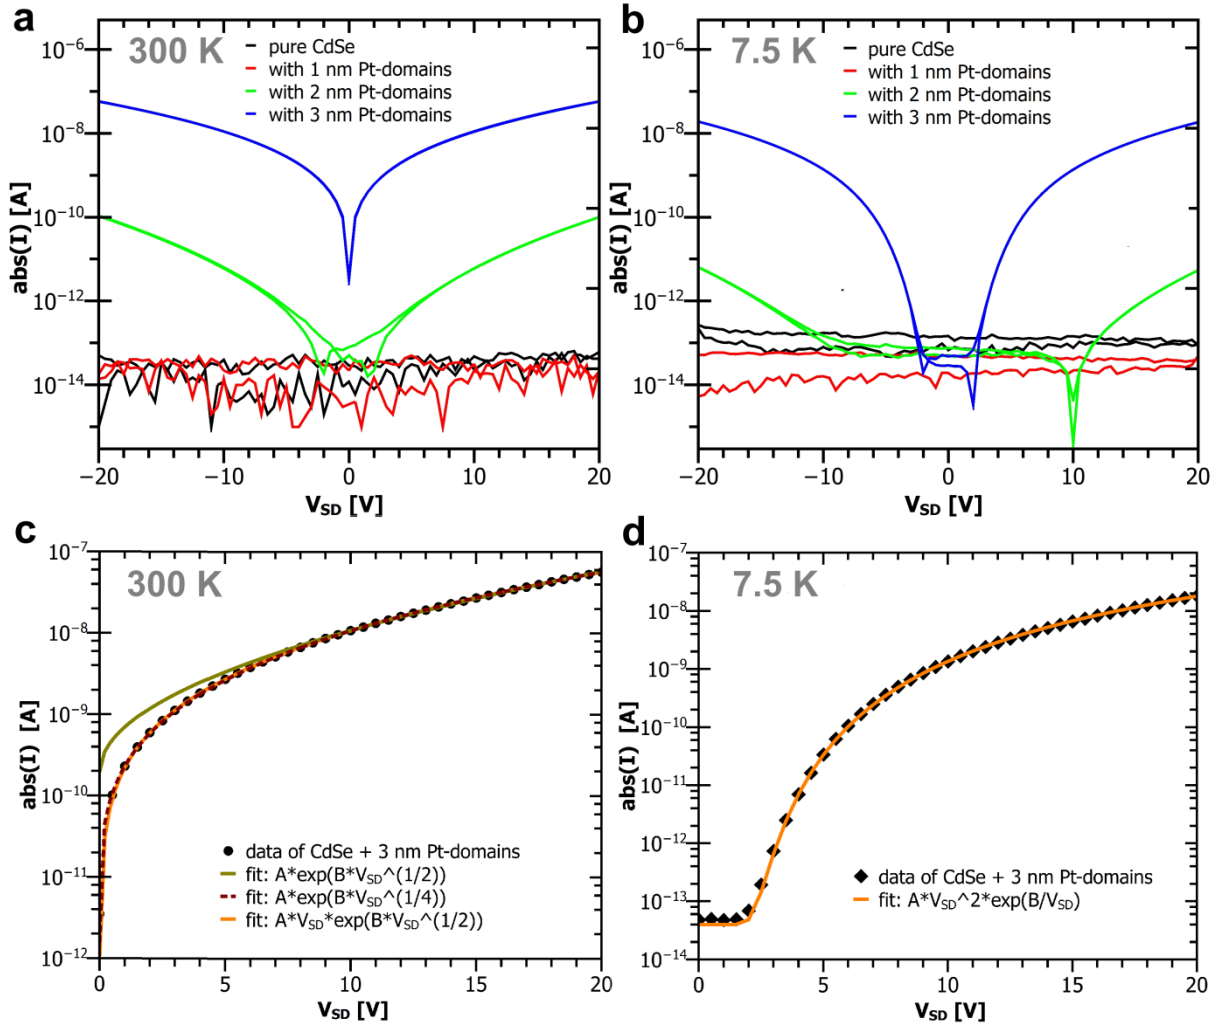 a
300 K
pure CdSe
with 1 nm Pt-domains
with 2 nm Pt-domains
with 3 nm Pt-domains
10⁻⁶
10⁻⁸
10⁻¹⁰
10⁻¹²
10⁻¹⁴
abs(I) [A]
−20 −10 0 10 20
V_SD [V]
b
7.5 K
pure CdSe
with 1 nm Pt-domains
with 2 nm Pt-domains
with 3 nm Pt-domains
10⁻⁶
10⁻⁸
10⁻¹⁰
10⁻¹²
10⁻¹⁴
abs(I) [A]
−20 −10 0 10 20
V_SD [V]
c
300 K
10⁻⁷
10⁻⁸
10⁻⁹
10⁻¹⁰
10⁻¹¹
10⁻¹²
abs(I) [A]
data of CdSe + 3 nm Pt-domains
fit: A*exp(B*V_SD^(1/2))
fit: A*exp(B*V_SD^(1/4))
fit: A*V_SD*exp(B*V_SD^(1/2))
0 5 10 15 20
V_SD [V]
d
7.5 K
10⁻⁷
10⁻⁸
10⁻⁹
10⁻¹⁰
10⁻¹¹
10⁻¹²
10⁻¹³
10⁻¹⁴
abs(I) [A]
data of CdSe + 3 nm Pt-domains
fit: A*V_SD^2*exp(B/V_SD)
0 5 10 15 20
V_SD [V]